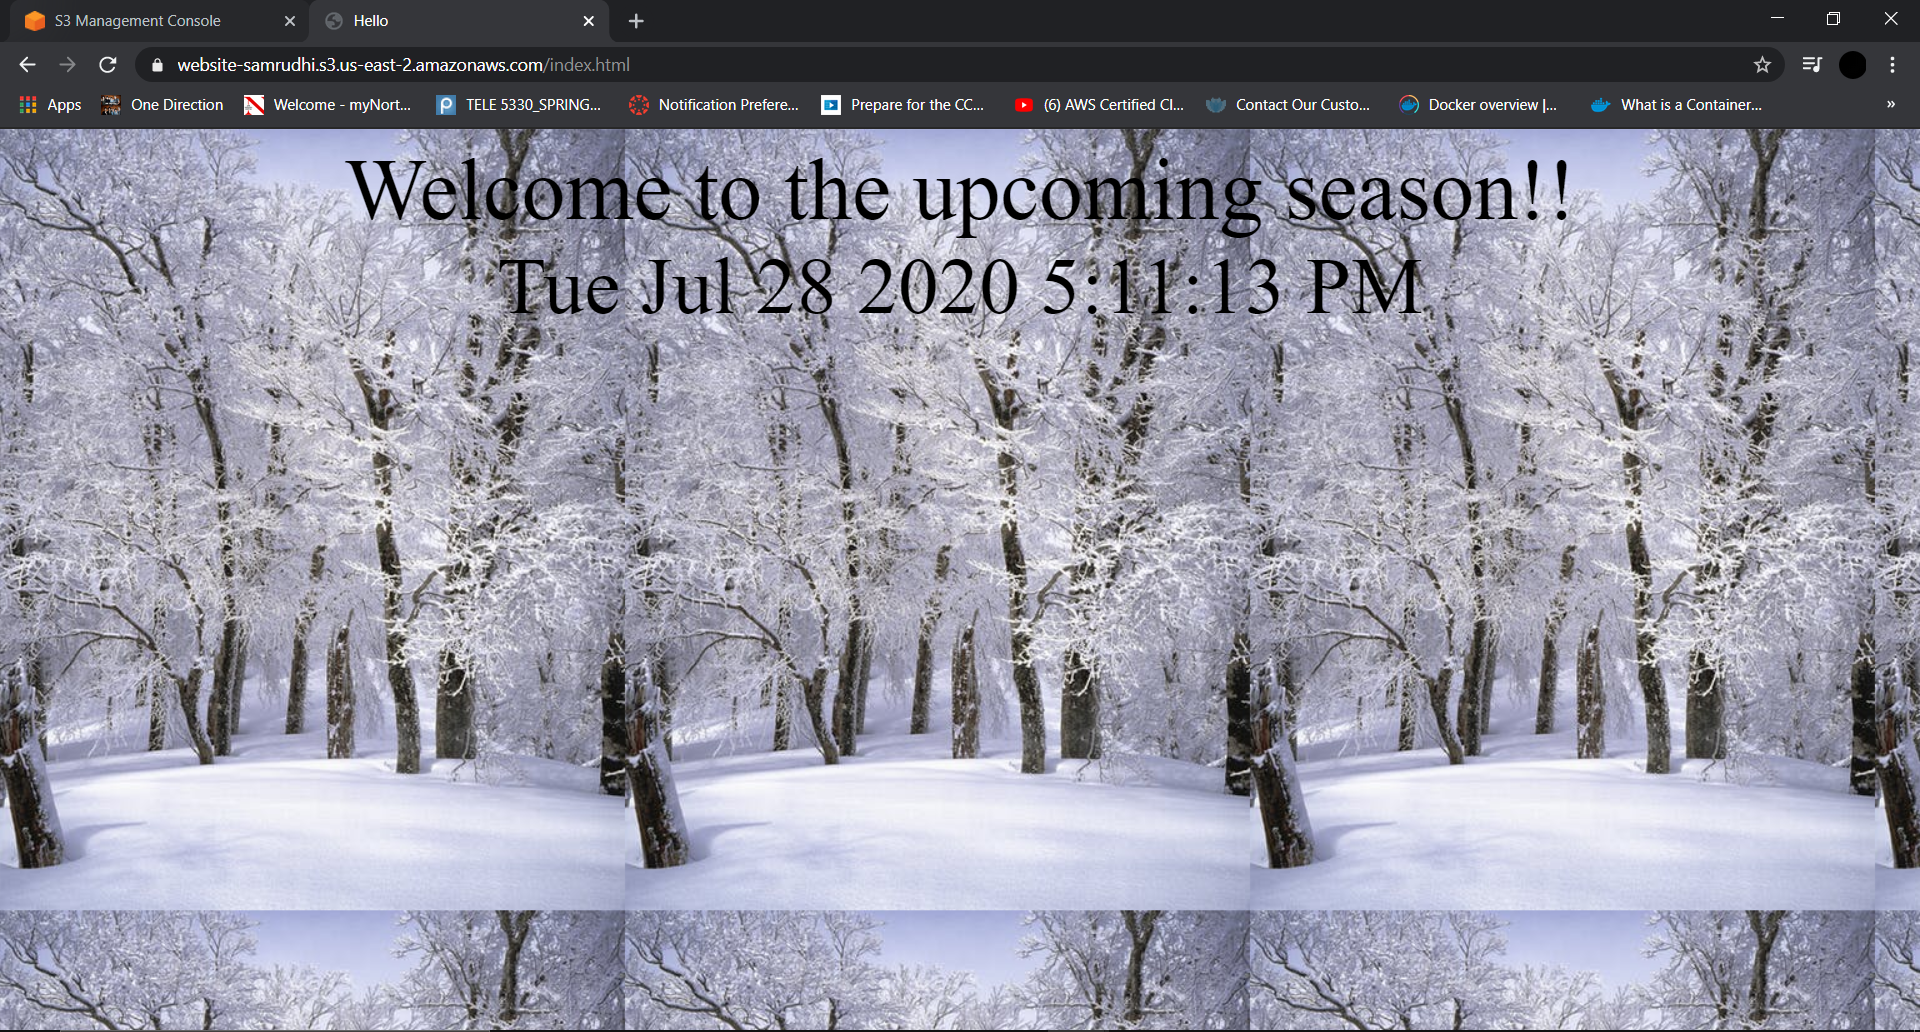 S3 Management Console
Hello
website-samrudhi.s3.us-east-2.amazonaws.com/index.html
Apps
One Direction
Welcome - myNort...
TELE 5330_SPRING...
Notification Prefere...
Prepare for the CC...
(6) AWS Certified Cl...
Contact Our Custo...
Docker overview |...
What is a Container...
»
Welcome to the upcoming season!!
Tue Jul 28 2020 5:11:13 PM